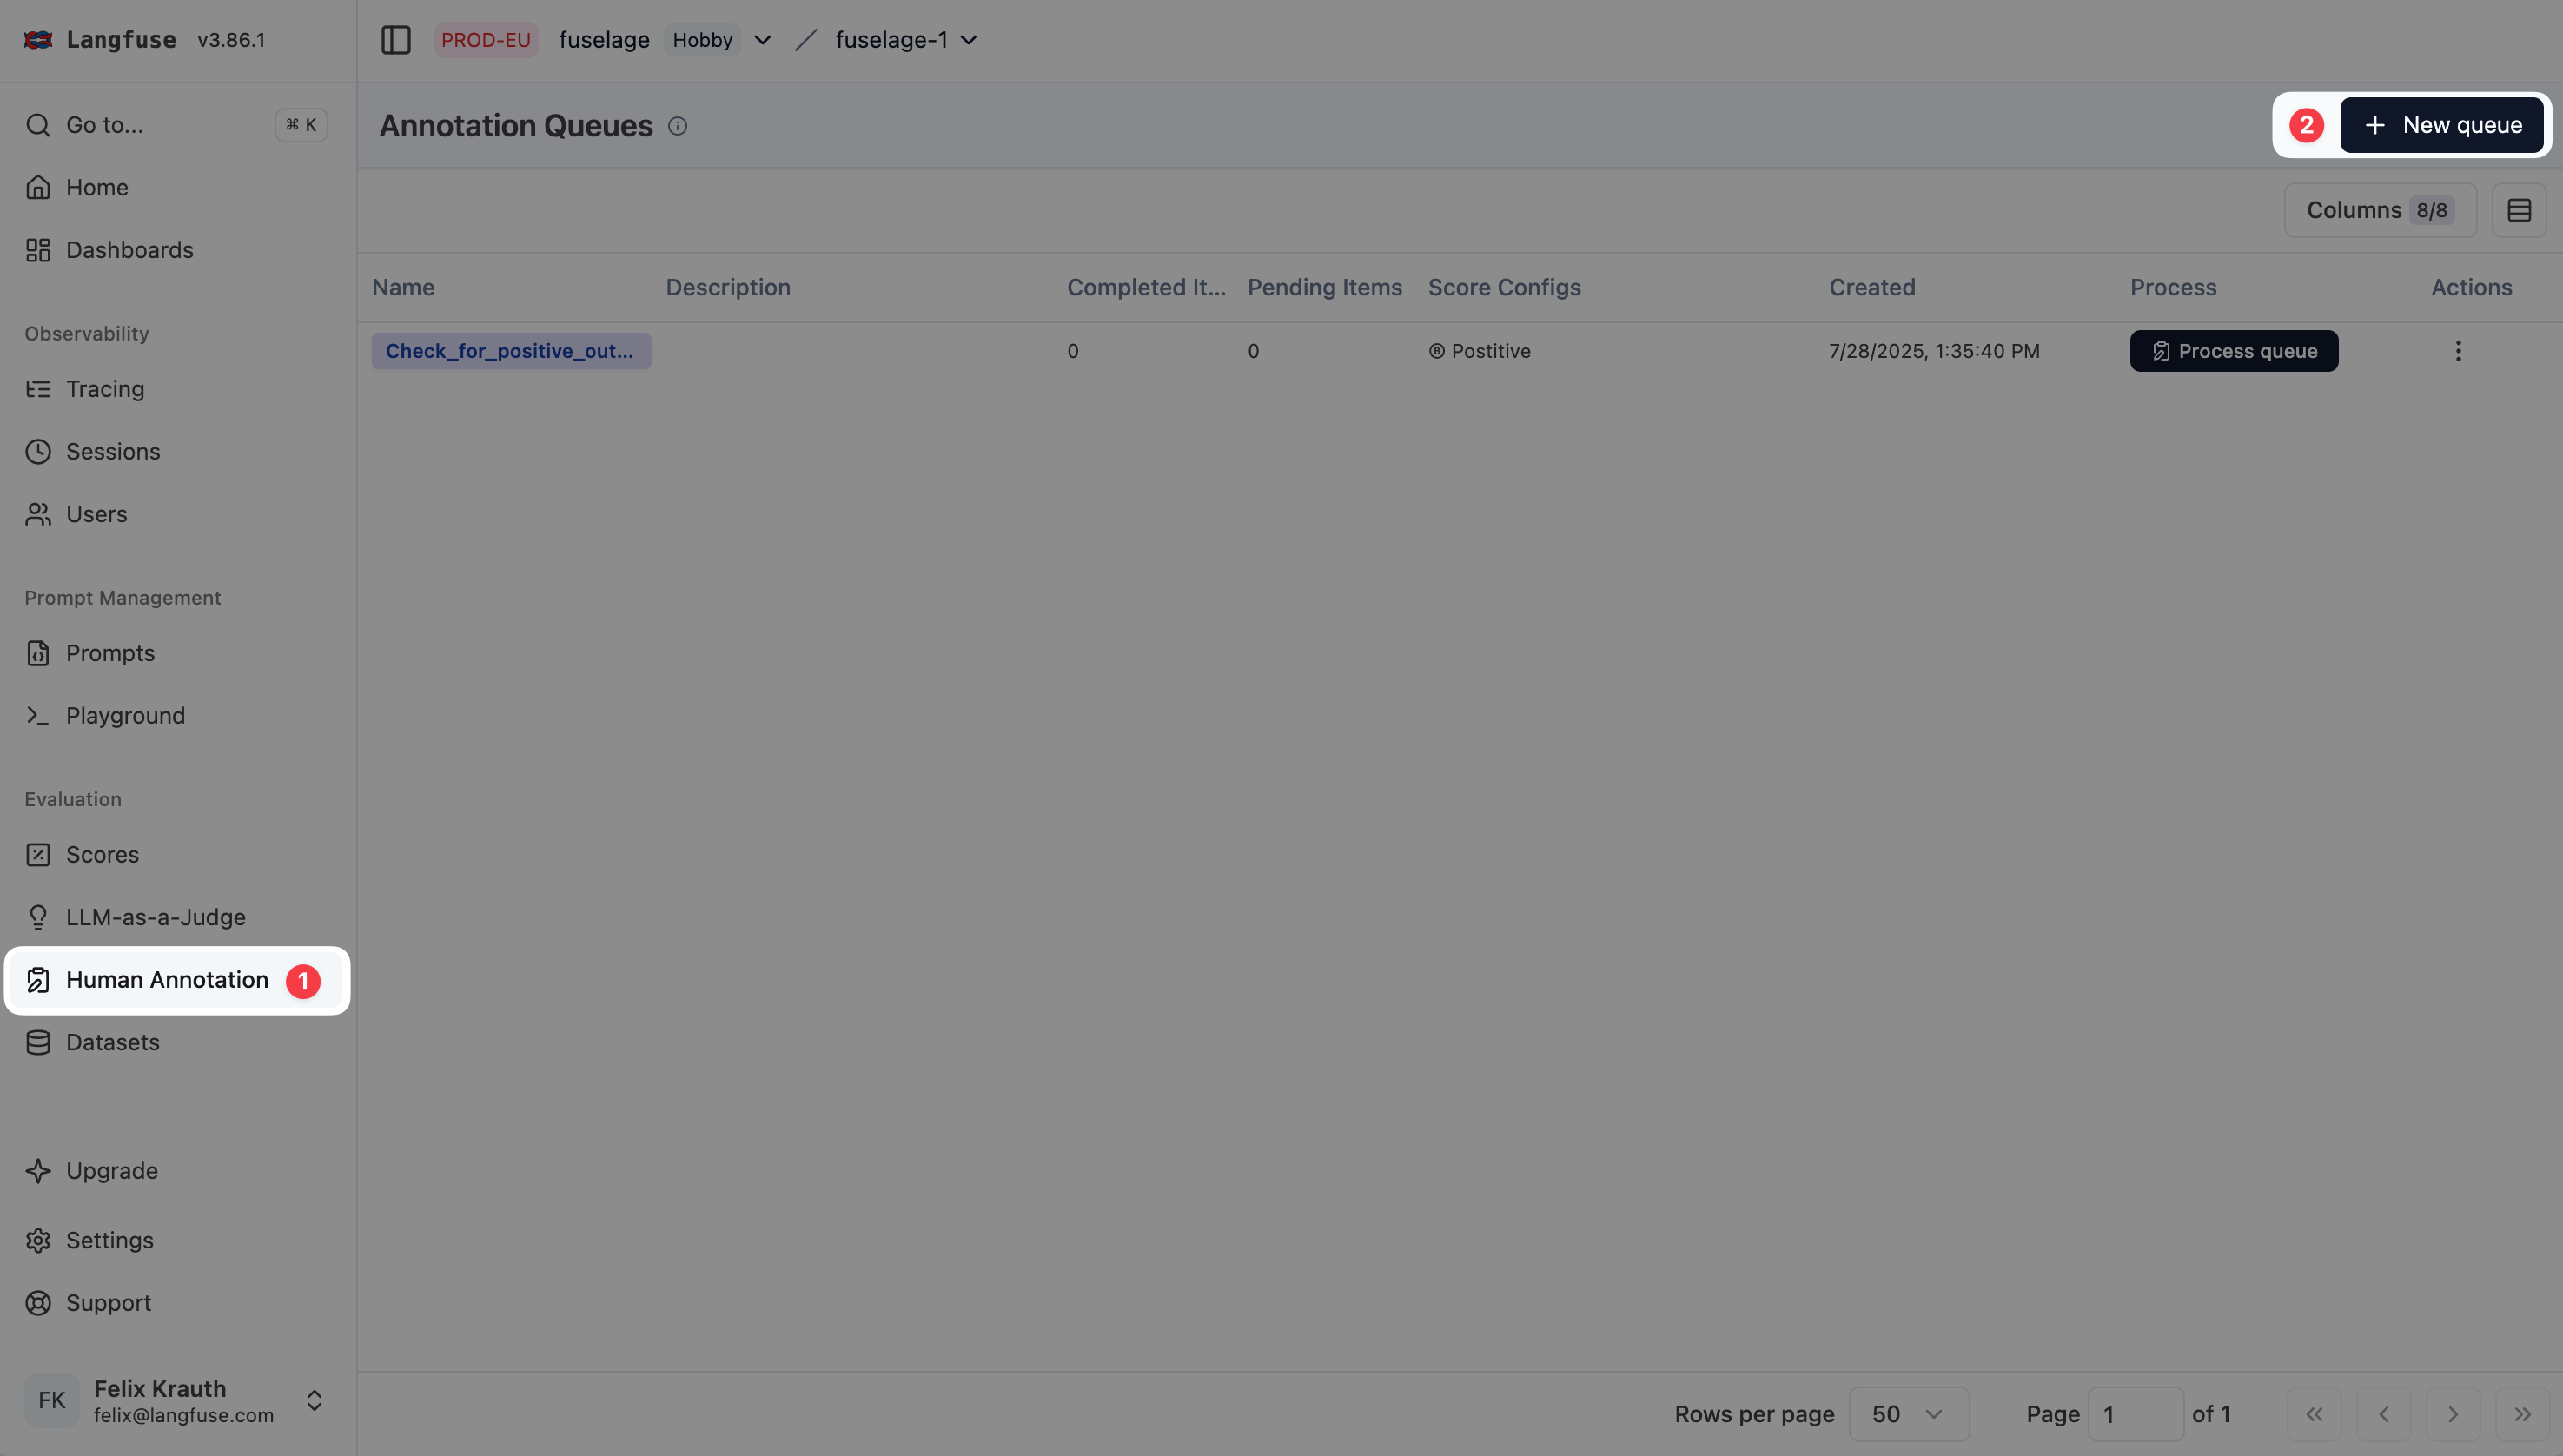 Langfuse v3.86.1
PROD-EU fuselage Hobby fuselage-1
Go to... ⌘ K
Home
Dashboards
Observability
Tracing
Sessions
Users
Prompt Management
Prompts
Playground
Evaluation
Scores
LLM-as-a-Judge
Human Annotation 1
Datasets
Upgrade
Settings
Support
FK
Felix Krauth
felix@langfuse.com
Annotation Queues
2 + New queue
Columns 8/8
Name Description Completed It... Pending Items Score Configs Created Process Actions
Check_for_positive_out... 0 0 Ⓑ Postitive 7/28/2025, 1:35:40 PM Process queue
Rows per page 50 Page 1 of 1